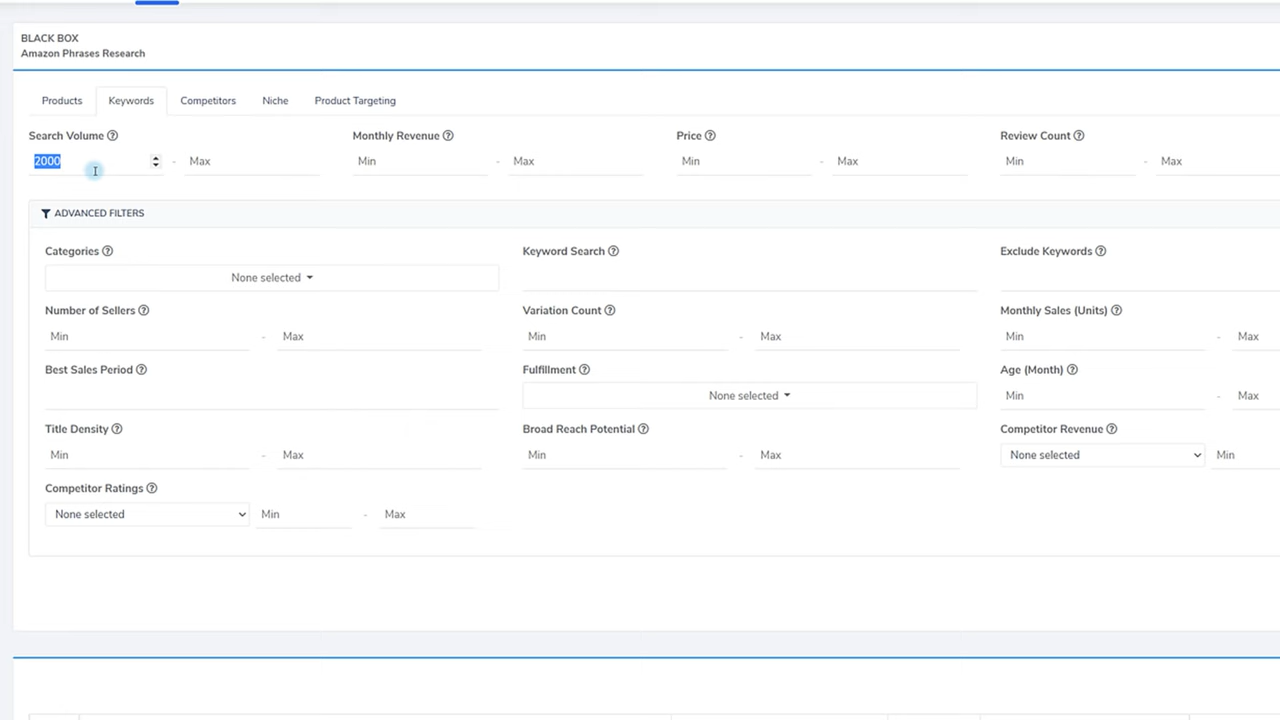 BLACK BOX
Amazon Phrases Research
Products Keywords Competitors Niche Product Targeting
Search Volume Monthly Revenue Price Review Count
2000 - Max Min - Max Min - Max Min - Max
ADVANCED FILTERS
Categories Keyword Search Exclude Keywords
None selected
Number of Sellers Variation Count Monthly Sales (Units)
Min - Max Min - Max Min - Max
Best Sales Period Fulfillment Age (Month)
None selected Min - Max
Title Density Broad Reach Potential Competitor Revenue
Min - Max Min - Max None selected Min
Competitor Ratings
None selected Min - Max